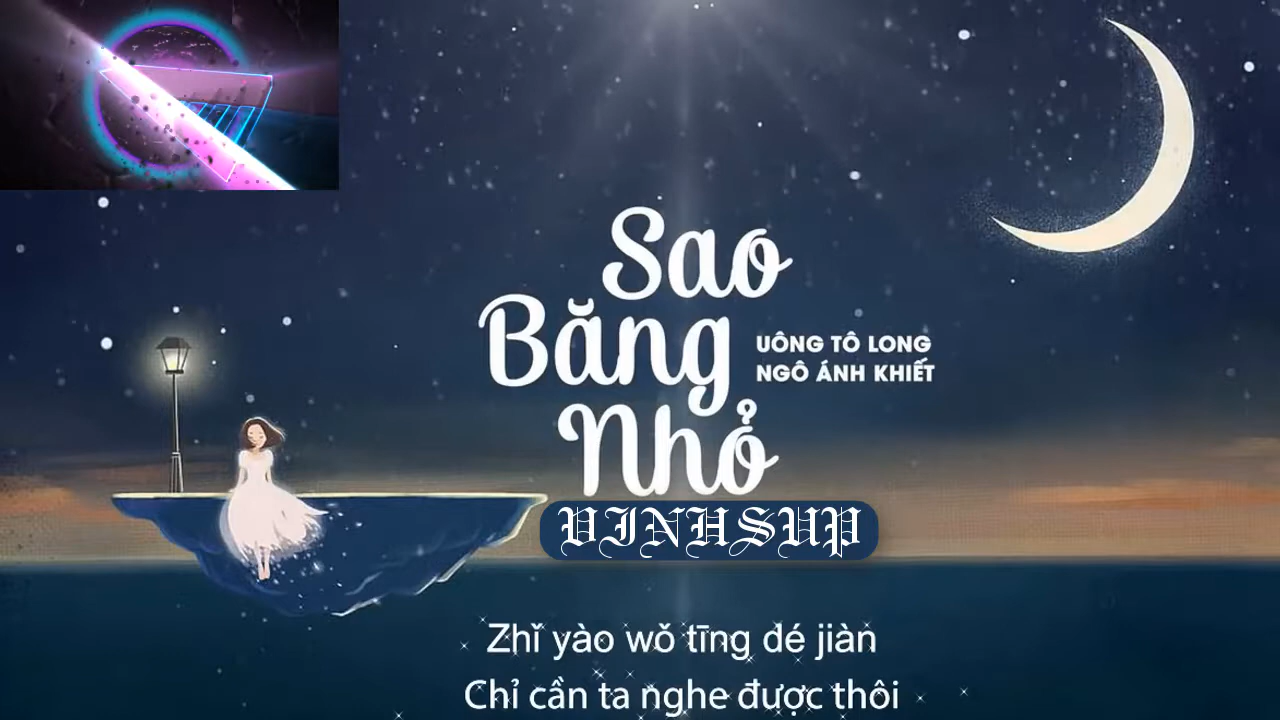 Sao
Băng
Nhỏ
UÔNG TÔ LONG
NGÔ ÁNH KHIẾT
VINHSUP
Zhǐ yào wǒ tīng dé jiàn
Chỉ cần ta nghe được thôi